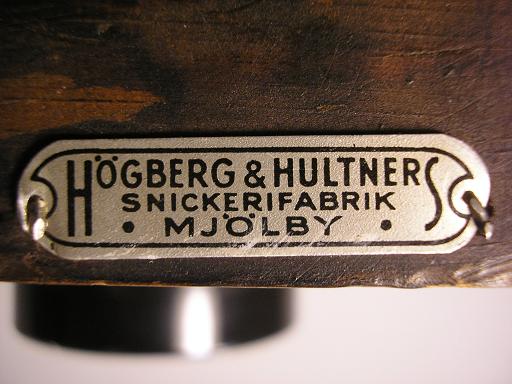 HÖGBERG & HULTNERS
SNICKERIFABRIK
• MJÖLBY •